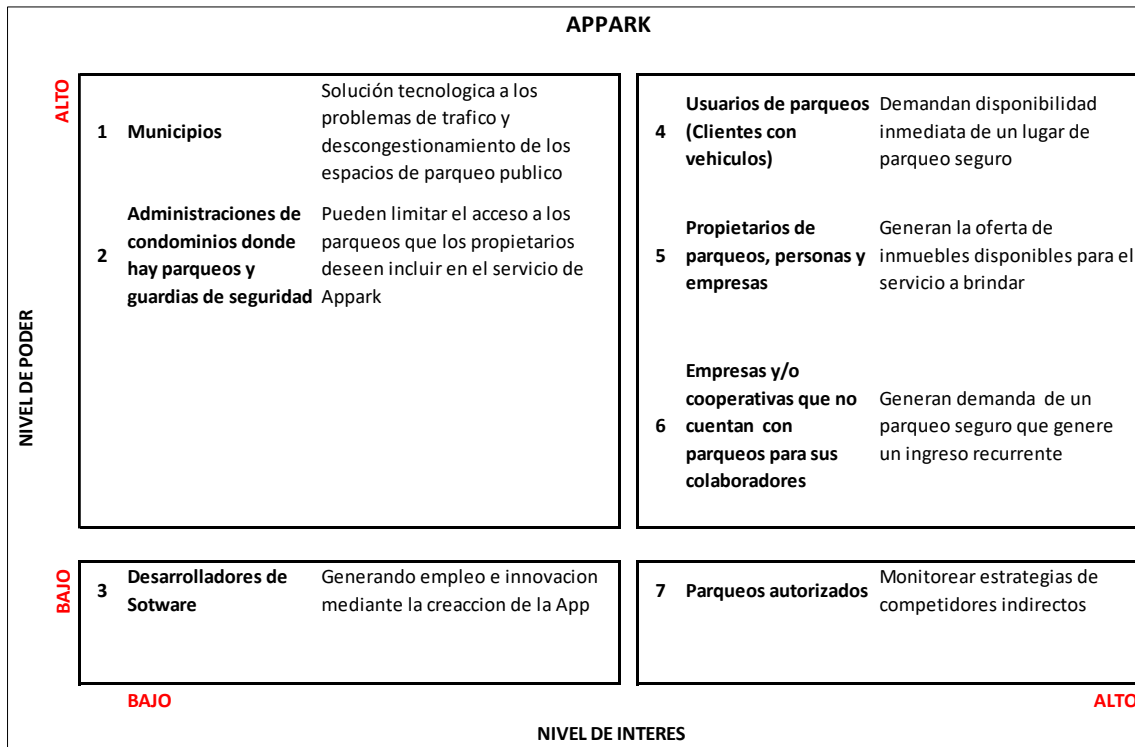 APPARK
ALTO
1 Municipios
Solución tecnologica a los
problemas de trafico y
descongestionamiento de los
espacios de parqueo publico
2 Administraciones de
condominios donde
hay parqueos y
guardias de seguridad
Pueden limitar el acceso a los
parqueos que los propietarios
deseen incluir en el servicio de
Appark
4 Usuarios de parqueos
(Clientes con
vehiculos)
Demandan disponibilidad
inmediata de un lugar de
parqueo seguro
5 Propietarios de
parqueos, personas y
empresas
Generan la oferta de
inmuebles disponibles para el
servicio a brindar
6 Empresas y/o
cooperativas que no
cuentan con
parqueos para sus
colaboradores
Generan demanda de un
parqueo seguro que genere
un ingreso recurrente
NIVEL DE PODER
BAJO
3 Desarrolladores de
Sotware
Generando empleo e innovacion
mediante la creaccion de la App
7 Parqueos autorizados
Monitorear estrategias de
competidores indirectos
BAJO
ALTO
NIVEL DE INTERES